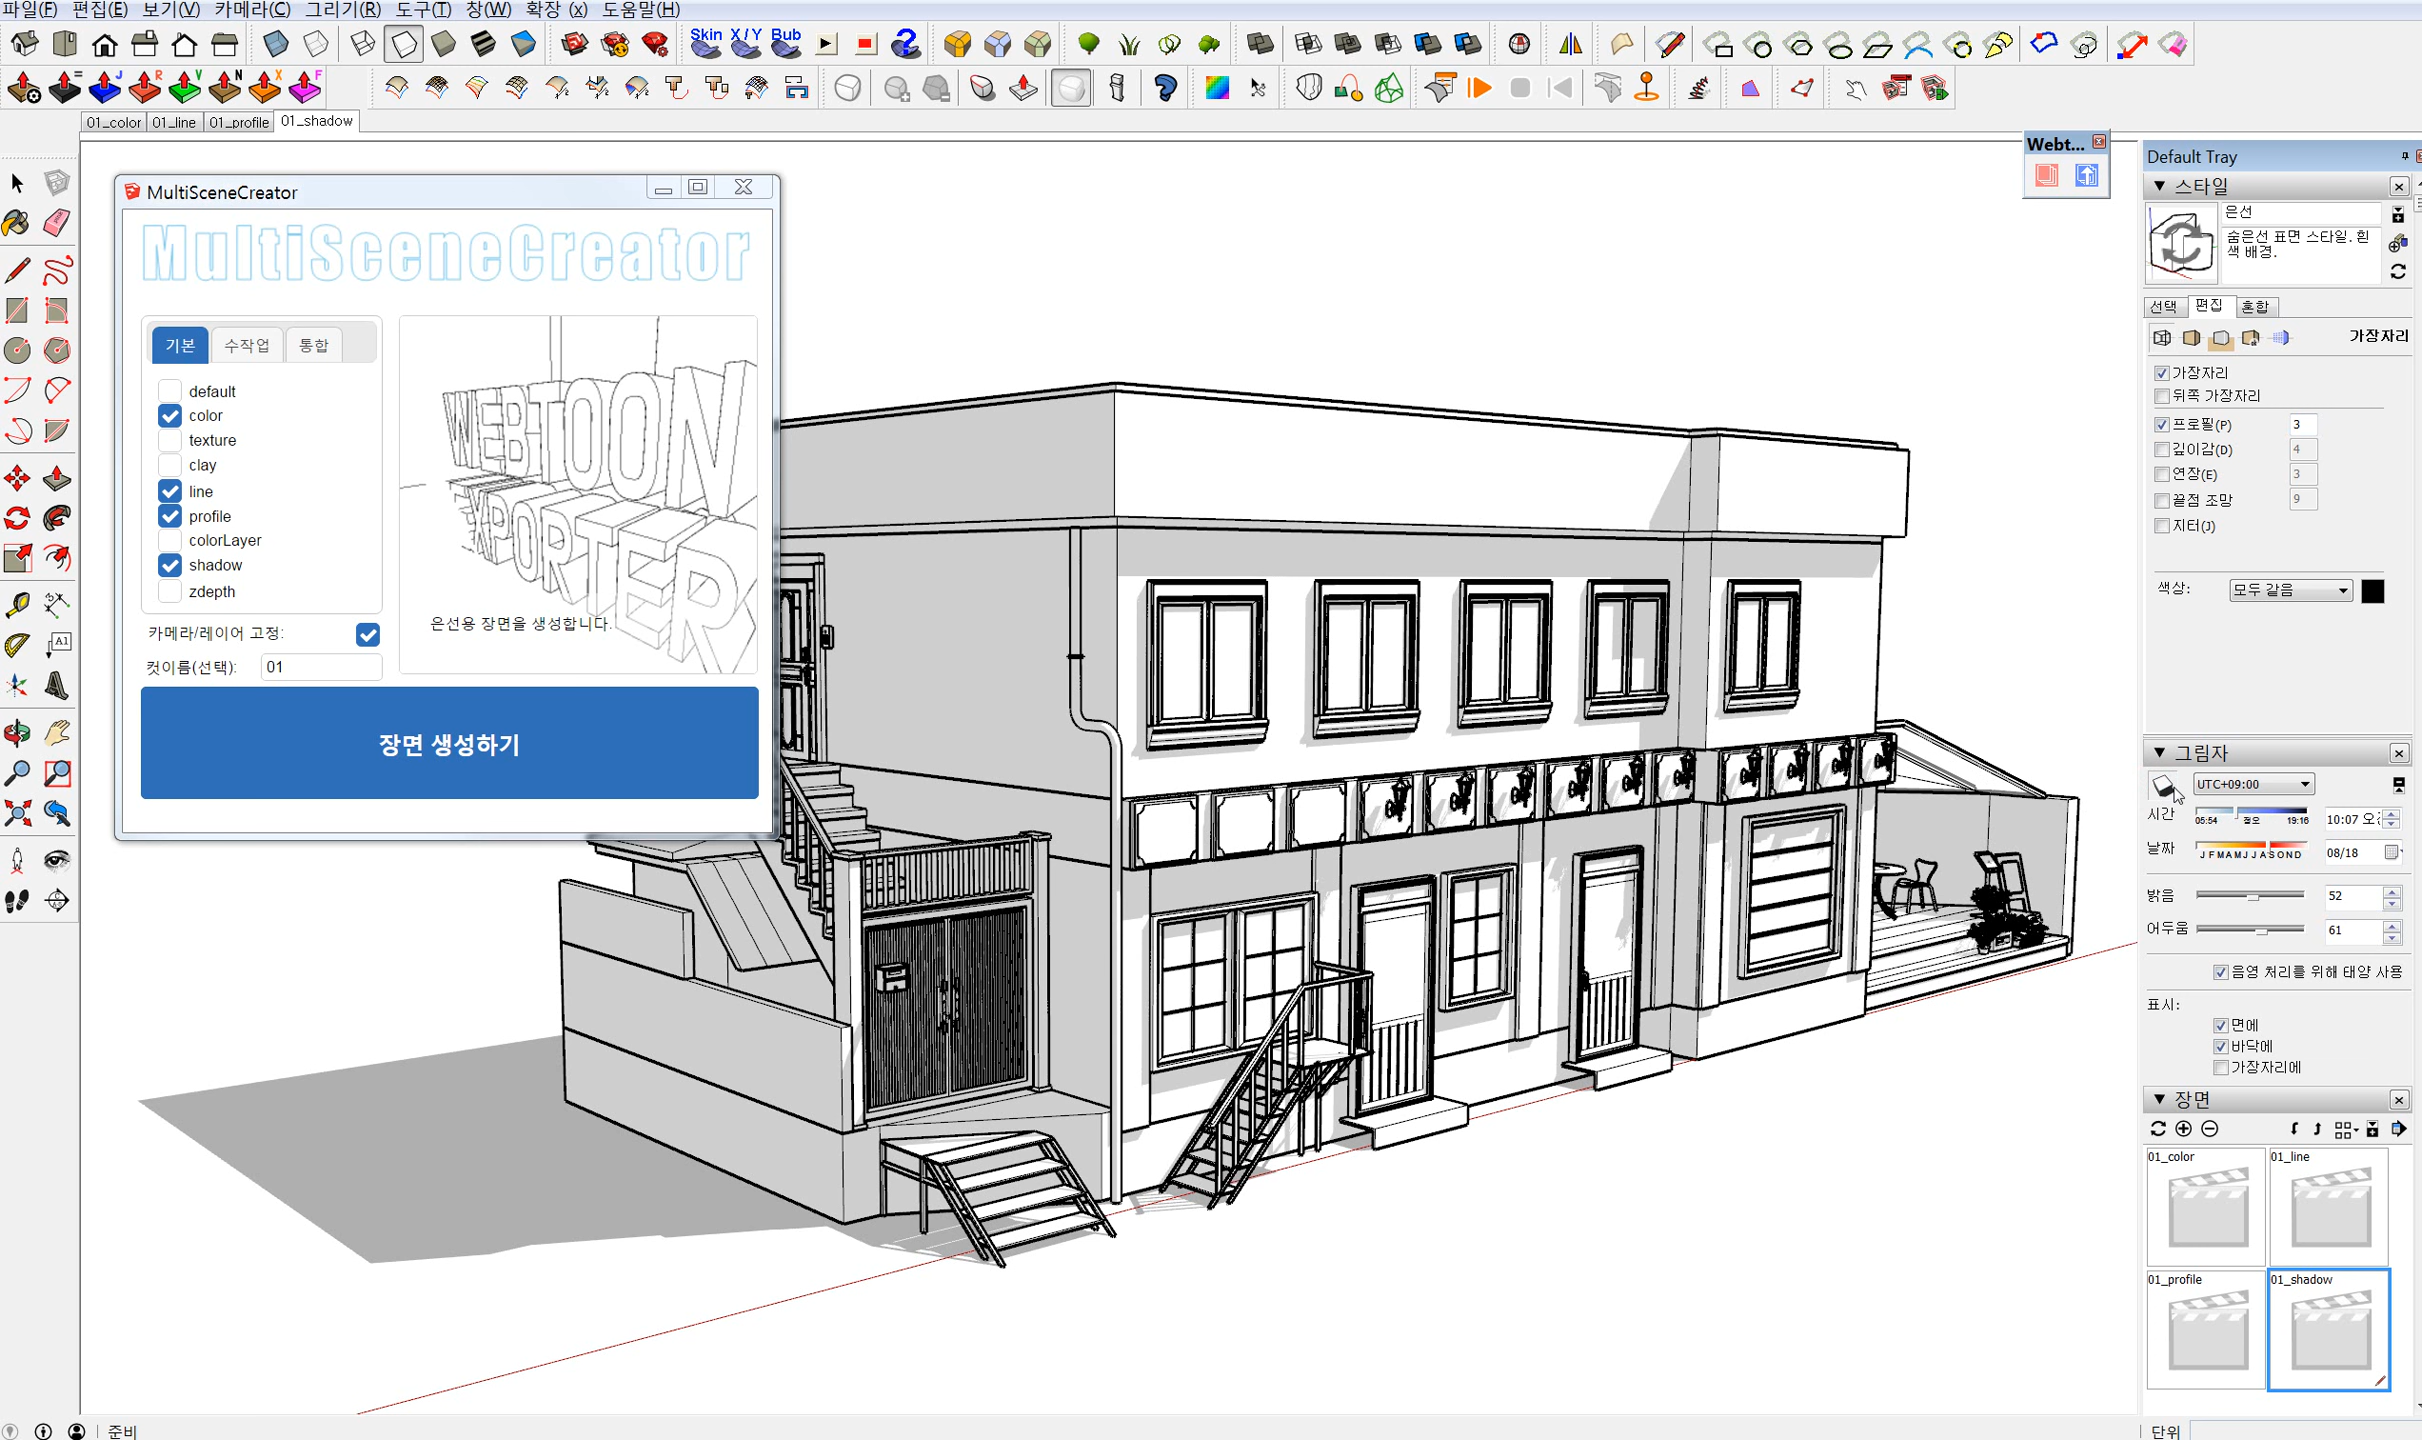 파일(F) 편집(E) 보기(V) 카메라(C) 그리기(R) 도구(T) 창(W) 확장 (x) 도움말(H)
Skin X/Y Bub
J R V N X F
01_color 01_line 01_profile 01_shadow
MultiSceneCreator
MultiSceneCreator
기본 수작업 통합
default
color
texture
clay
line
profile
colorLayer
shadow
zdepth
WEBTOON
EXPORTER
은선용 장면을 생성합니다.
카메라/레이어 고정:
컷이름(선택): 01
장면 생성하기
Webt...
Default Tray
스타일
은선
숨은선 표면 스타일. 흰
색 배경.
선택 편집 혼합
가장자리
가장자리
뒤쪽 가장자리
프로필(P) 3
깊이감(D) 4
연장(E) 3
끝점 조망 9
지터(J)
색상: 모두 같음
그림자
UTC+09:00
시간 05:54 정오 19:16 10:07 오전
날짜 J F M A M J J A S O N D 08/18
밝음 52
어두움 61
음영 처리를 위해 태양 사용
표시:
면에
바닥에
가장자리에
장면
01_color 01_line
01_profile 01_shadow
준비
단위
A1